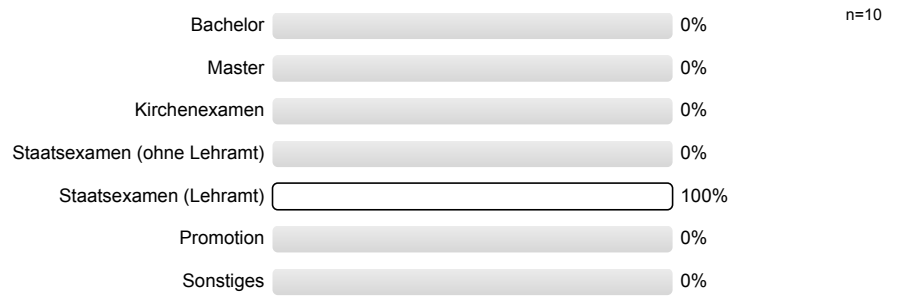 Bachelor 0% n=10
Master 0%
Kirchenexamen 0%
Staatsexamen (ohne Lehramt) 0%
Staatsexamen (Lehramt) 100%
Promotion 0%
Sonstiges 0%